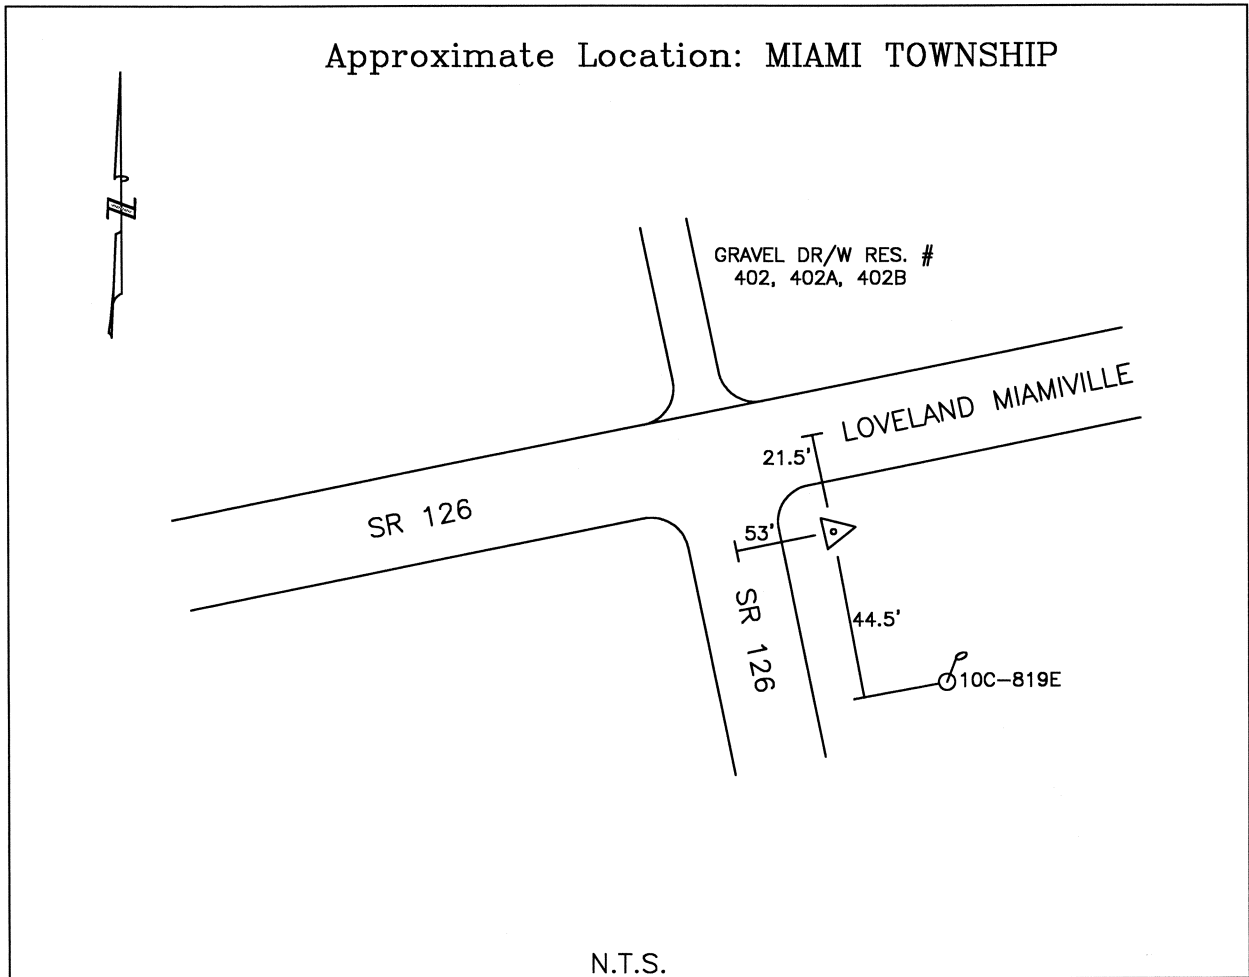 Approximate Location: MIAMI TOWNSHIP
N
GRAVEL DR/W RES. #
402, 402A, 402B
LOVELAND MIAMIVILLE
21.5'
SR 126
53'
SR 126
44.5'
10C-819E
N.T.S.